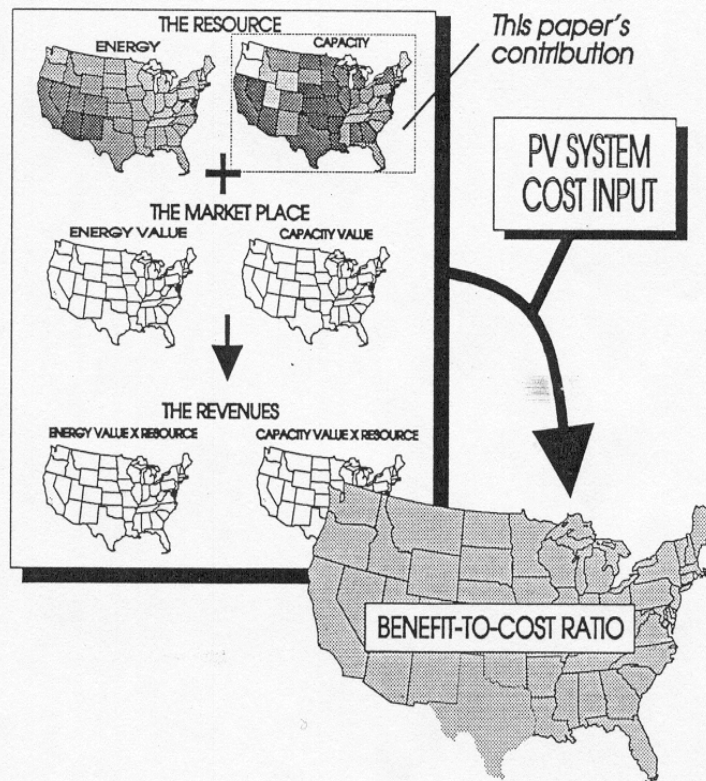 THE RESOURCE
ENERGY
CAPACITY
This paper's
contribution
PV SYSTEM
COST INPUT
THE MARKET PLACE
ENERGY VALUE
CAPACITY VALUE
THE REVENUES
ENERGY VALUE X RESOURCE
CAPACITY VALUE X RESOURCE
BENEFIT-TO-COST RATIO